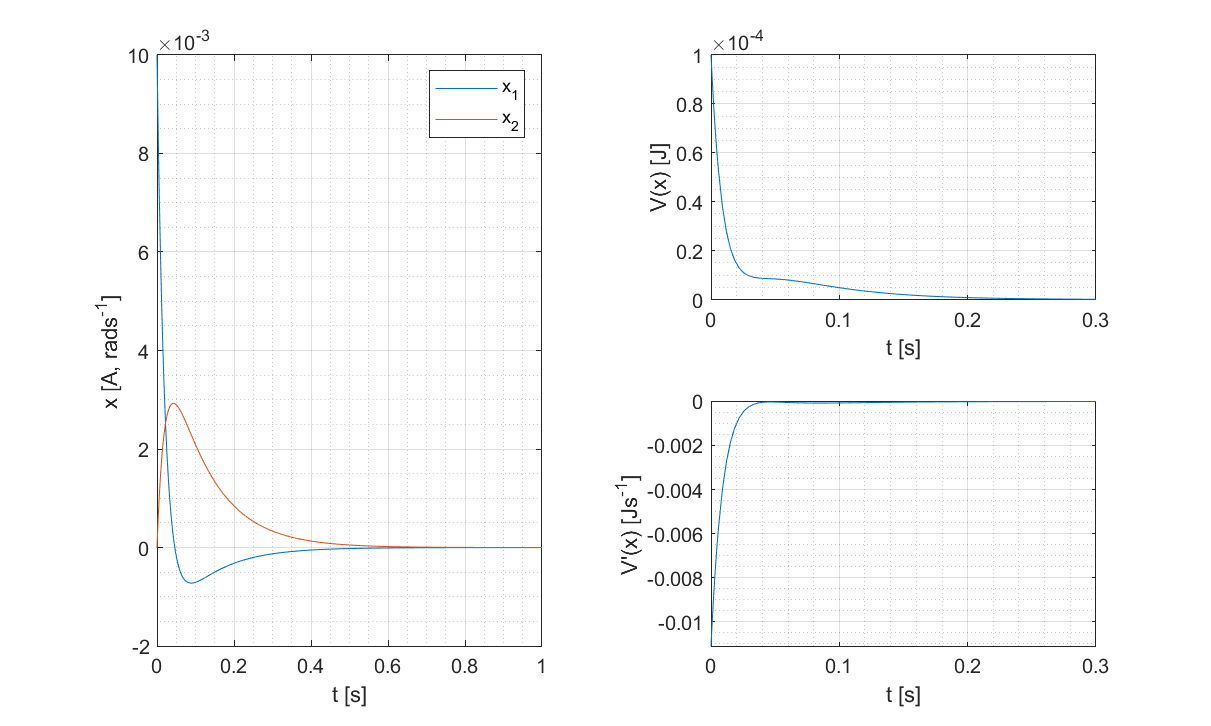 ×10⁻³
10
8
6
4
2
0
-2
x [A, rads⁻¹]
x₁
x₂
0 0.2 0.4 0.6 0.8 1
t [s]
×10⁻⁴
1
0.8
0.6
0.4
0.2
0
V(x) [J]
0 0.1 0.2 0.3
t [s]
0
-0.002
-0.004
-0.006
-0.008
-0.01
V'(x) [Js⁻¹]
0 0.1 0.2 0.3
t [s]